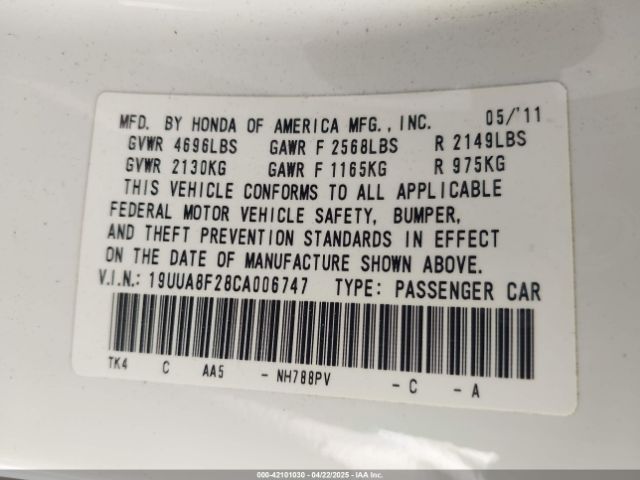 MFD. BY HONDA OF AMERICA MFG., INC. 05/'11
GVWR 4696LBS GAWR F 2568LBS R 2149LBS
GVWR 2130KG GAWR F 1165KG R 975KG
THIS VEHICLE CONFORMS TO ALL APPLICABLE
FEDERAL MOTOR VEHICLE SAFETY, BUMPER,
AND THEFT PREVENTION STANDARDS IN EFFECT
ON THE DATE OF MANUFACTURE SHOWN ABOVE.
V.I.N.: 19UUA8F28CA006747 TYPE: PASSENGER CAR
TK4 C AA5 - NH788PV - C - A
000-42101030 - 04/22/2025 - IAA Inc.